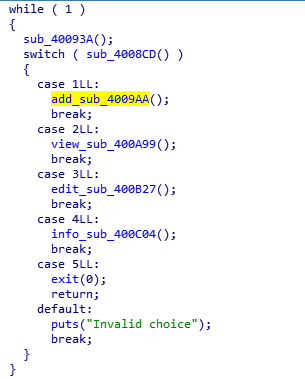 while ( 1 )
{
  sub_40093A();
  switch ( sub_4008CD() )
  {
    case 1LL:
      add_sub_4009AA();
      break;
    case 2LL:
      view_sub_400A99();
      break;
    case 3LL:
      edit_sub_400B27();
      break;
    case 4LL:
      info_sub_400C04();
      break;
    case 5LL:
      exit(0);
      return;
    default:
      puts("Invalid choice");
      break;
  }
}